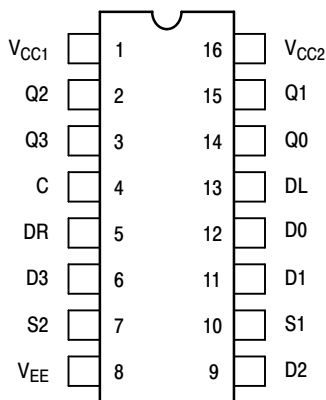 VCC1 1 16 VCC2
Q2 2 15 Q1
Q3 3 14 Q0
C 4 13 DL
DR 5 12 D0
D3 6 11 D1
S2 7 10 S1
VEE 8 9 D2